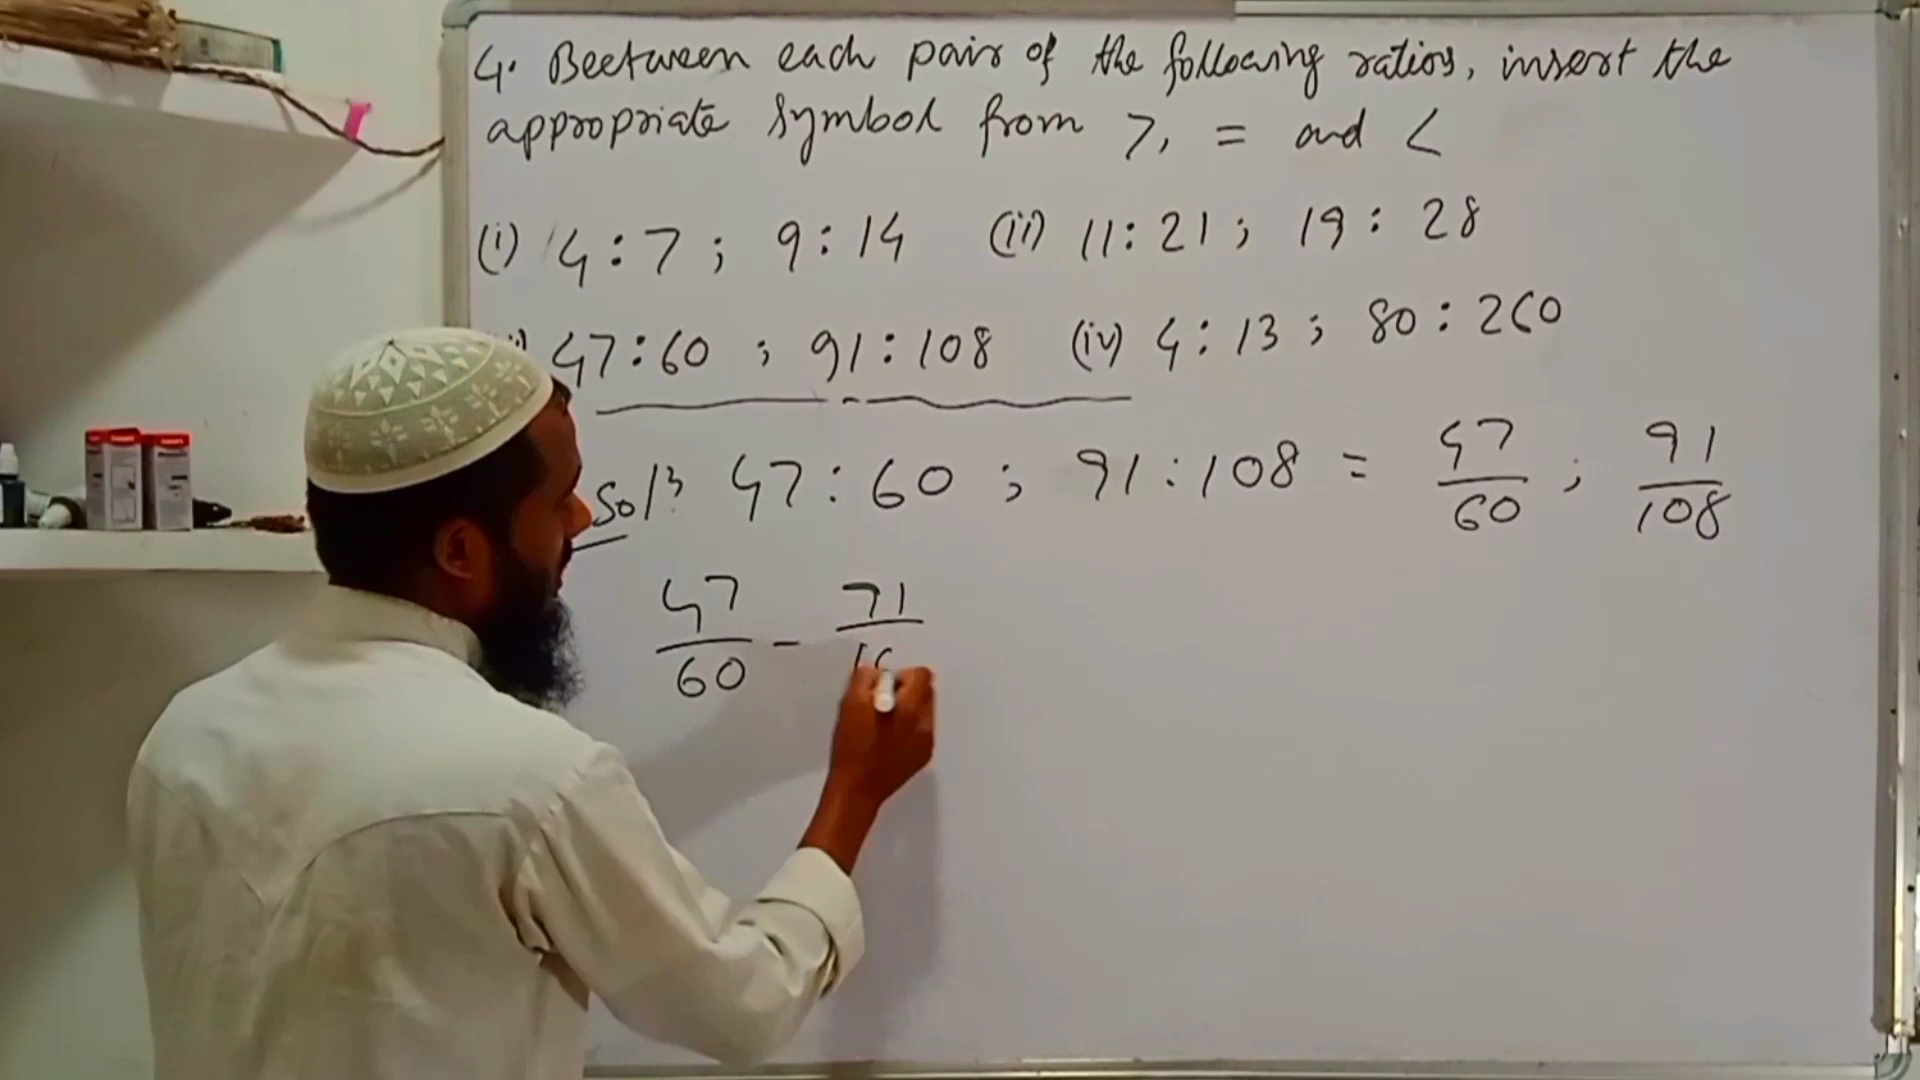 4. Beetween each pair of the following ratios, insert the
appropriate symbol from >, = and <
(i) 4:7 ; 9:14 (ii) 11:21 ; 19:28
47:60 ; 91:108 (iv) 4:13 ; 80:260
Sol: 47:60 ; 91:108 = 47/60 ; 91/108
47/60 - 71/10